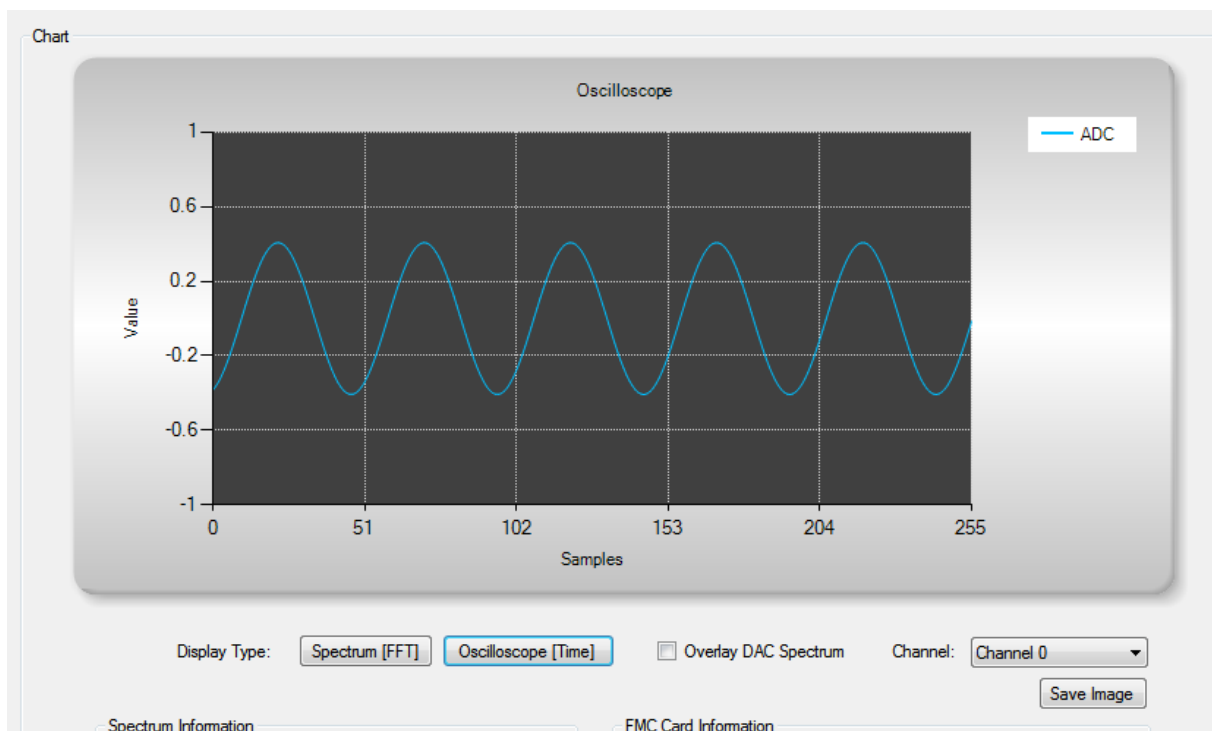 Chart
Oscilloscope
ADC
1
0.6
0.2
-0.2
-0.6
-1
Value
0 51 102 153 204 255
Samples
Display Type: Spectrum [FFT] Oscilloscope [Time] Overlay DAC Spectrum Channel: Channel 0
Save Image
Spectrum Information FMC Card Information